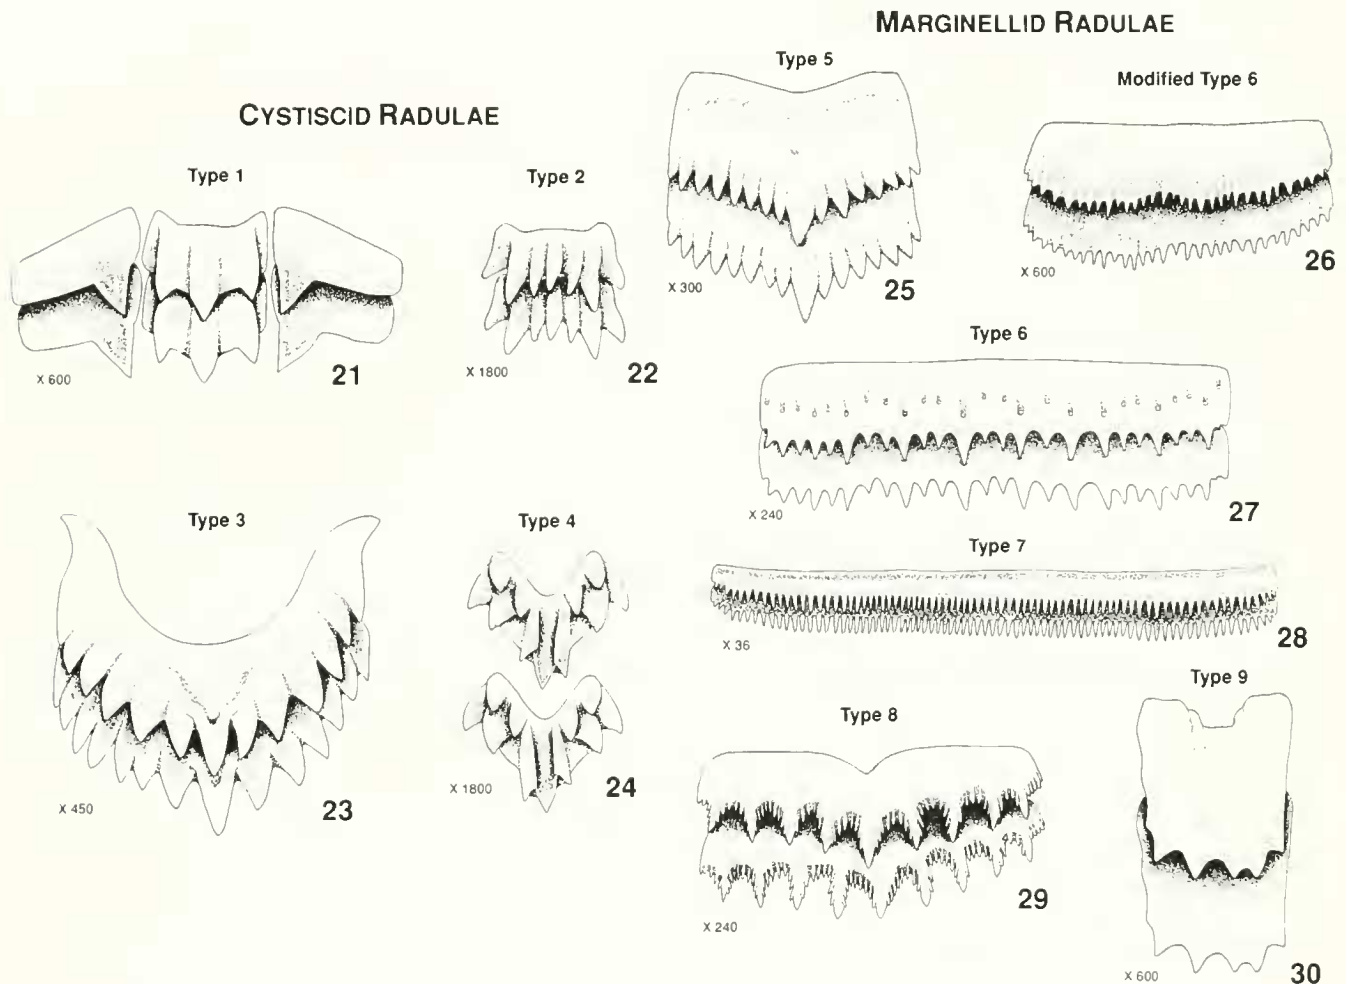 CYSTISCID RADULAE
Type 1
X 600
21
Type 2
X 1800
22
Type 3
X 450
23
Type 4
X 1800
24
MARGINELLID RADULAE
Type 5
X 300
25
Modified Type 6
X 600
26
Type 6
X 240
27
Type 7
X 36
28
Type 8
X 240
29
Type 9
X 600
30